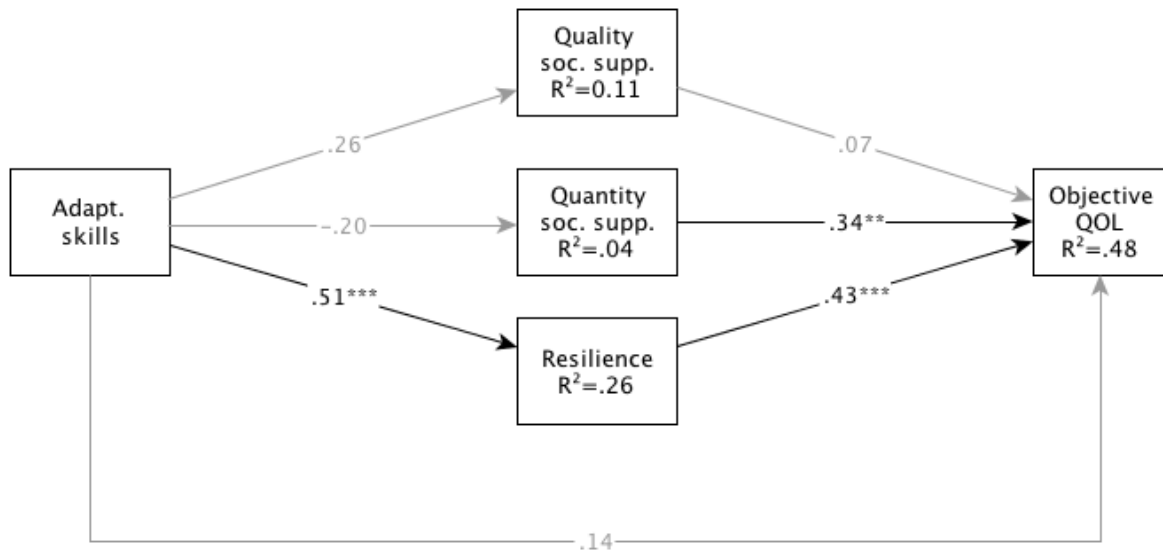 Quality
soc. supp.
R²=0.11
.26
.07
Adapt.
skills
Quantity
soc. supp.
R²=.04
Objective
QOL
R²=.48
-.20
.34**
.51***
.43***
Resilience
R²=.26
.14